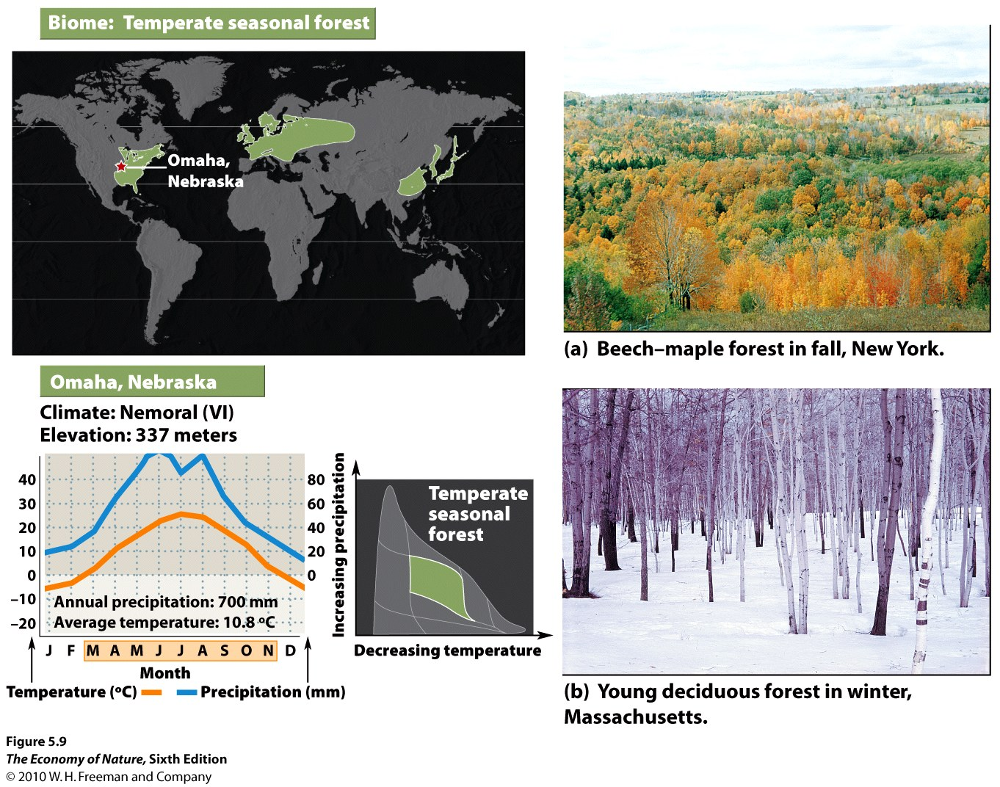 Biome: Temperate seasonal forest
Omaha,
Nebraska
(a) Beech–maple forest in fall, New York.
Omaha, Nebraska
Climate: Nemoral (VI)
Elevation: 337 meters
40
30
20
10
0
–10
–20
80
60
40
20
0
Annual precipitation: 700 mm
Average temperature: 10.8 ºC
J F M A M J J A S O N D
Month
Temperature (ºC)
Precipitation (mm)
Increasing precipitation
Temperate
seasonal
forest
Decreasing temperature
(b) Young deciduous forest in winter,
Massachusetts.
Figure 5.9
The Economy of Nature, Sixth Edition
© 2010 W. H. Freeman and Company